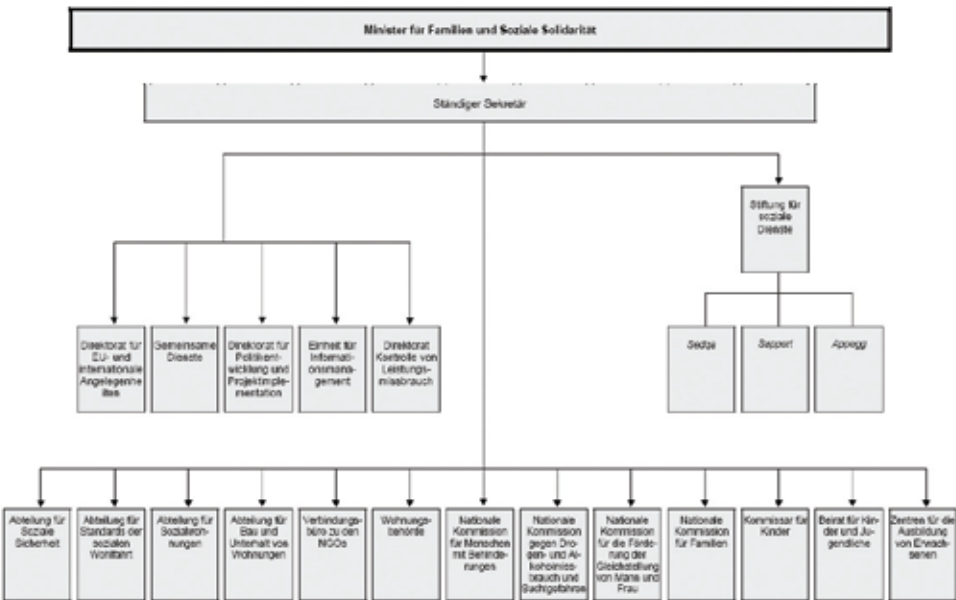 Minister für Familien und Soziale Solidarität
Ständiger Sekretär
Stiftung für
soziale
Dienste
Direktorat für
EU- und
internationale
Angelegenhe
iten
Gemeinsame
Dienste
Direktorat für
Politikent-
wicklung und
Projektimple-
mentation
Einheit für
Informati-
onsmana-
gement
Direktorat
Kontrolle von
Leistungs-
missbrauch
Sedqa
Sapport
Appogg
Abteilung für
Soziale
Sicherheit
Abteilung für
Standards der
sozialen
Wohlfahrt
Abteilung für
Sozialwoh-
nungen
Abteilung für
Bau und
Unterhalt von
Wohnungen
Verbindungs-
büro zu den
NGOs
Wohnungs-
behörde
Nationale
Kommission
für Menschen
mit Behinde-
rungen
Nationale
Kommission
gegen Dro-
gen- und Al-
koholmiss-
brauch und
Suchtgefahren
Nationale
Kommission
für die Förde-
rung der
Gleichstellung
von Mann und
Frau
Nationale
Kommission
für Familien
Kommissar für
Kinder
Beirat für Kin-
der und Ju-
gendliche
Zentren für die
Ausbildung
von Erwach-
senen